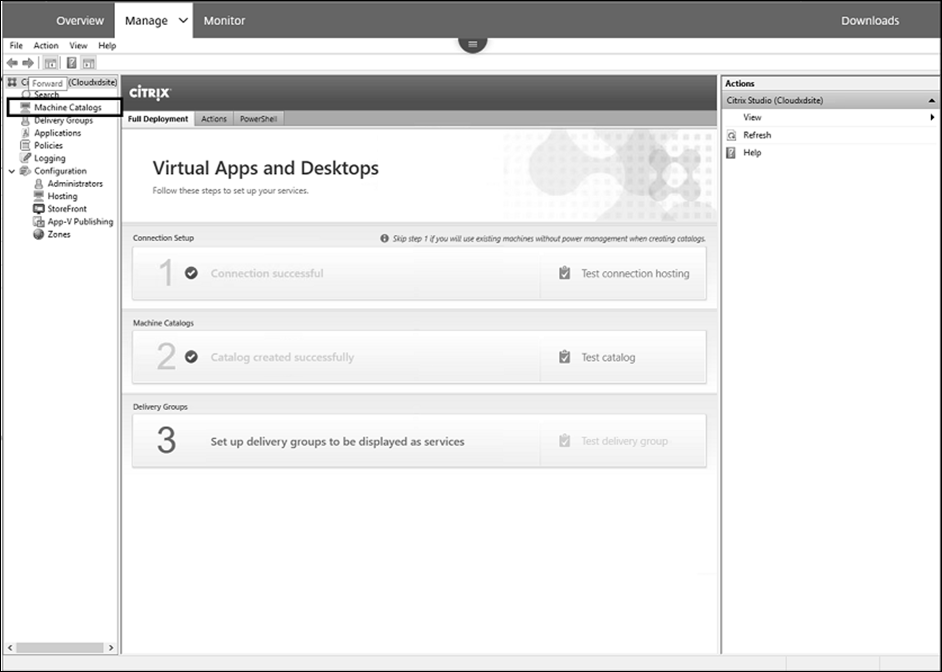 Overview Manage Monitor Downloads
File Action View Help
Forward (Cloudxdsite)
Search
Machine Catalogs
Delivery Groups
Applications
Policies
Logging
Configuration
Administrators
Hosting
StoreFront
App-V Publishing
Zones
CITRIX
Full Deployment Actions PowerShell
Virtual Apps and Desktops
Follow these steps to set up your services.
Connection Setup
Skip step 1 if you will use existing machines without power management when creating catalogs.
1 Connection successful Test connection hosting
Machine Catalogs
2 Catalog created successfully Test catalog
Delivery Groups
3 Set up delivery groups to be displayed as services Test delivery group
Actions
Citrix Studio (Cloudxdsite)
View
Refresh
Help